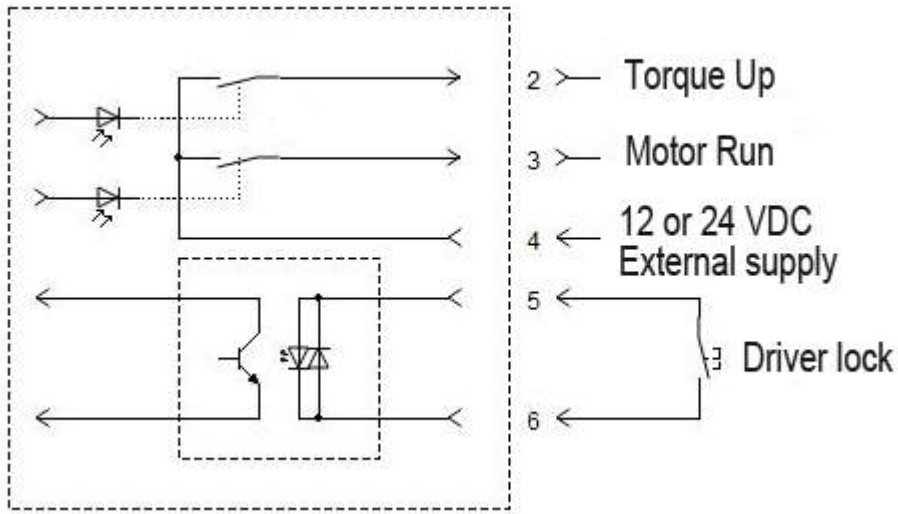 2 Torque Up
3 Motor Run
4 12 or 24 VDC
External supply
5
Driver lock
6